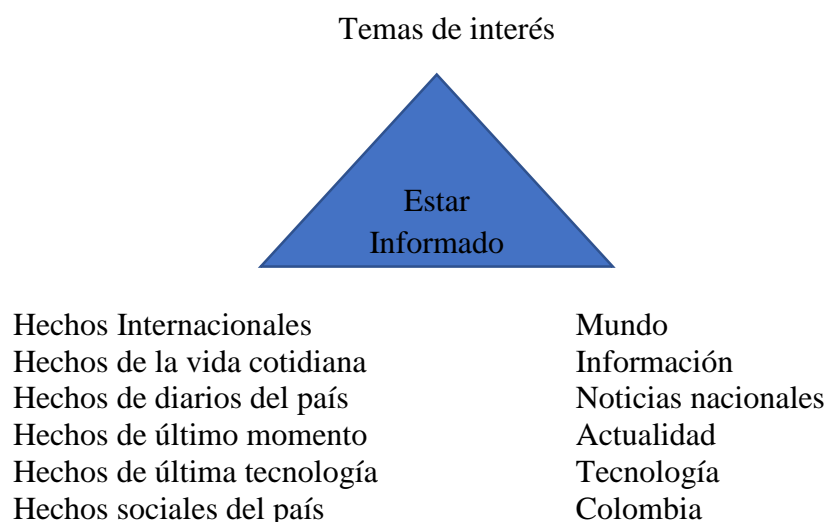 Temas de interés
Estar
Informado
Hechos Internacionales Mundo
Hechos de la vida cotidiana Información
Hechos de diarios del país Noticias nacionales
Hechos de último momento Actualidad
Hechos de última tecnología Tecnología
Hechos sociales del país Colombia